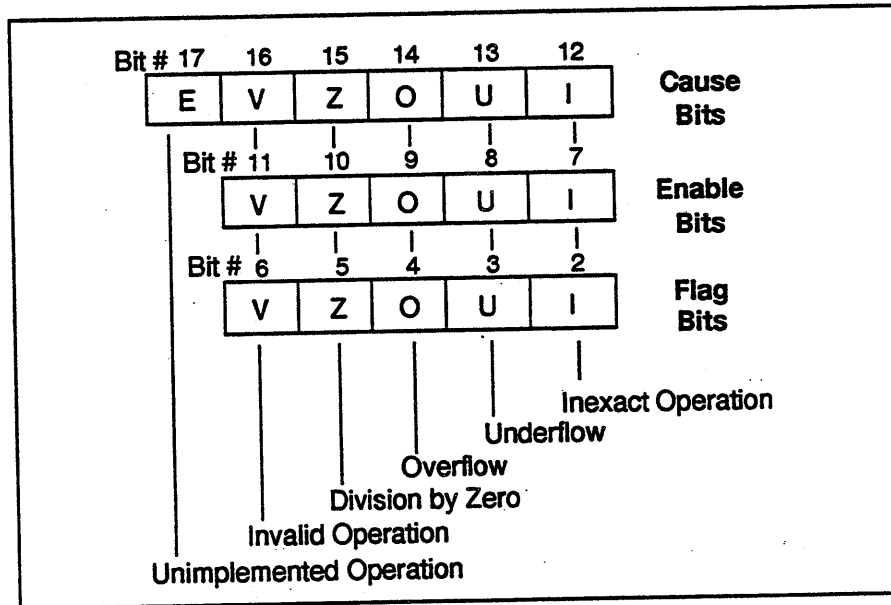 Bit # 17 16 15 14 13 12
E V Z O U I
Cause
Bits
Bit # 11 10 9 8 7
V Z O U I
Enable
Bits
Bit # 6 5 4 3 2
V Z O U I
Flag
Bits
Inexact Operation
Underflow
Overflow
Division by Zero
Invalid Operation
Unimplemented Operation